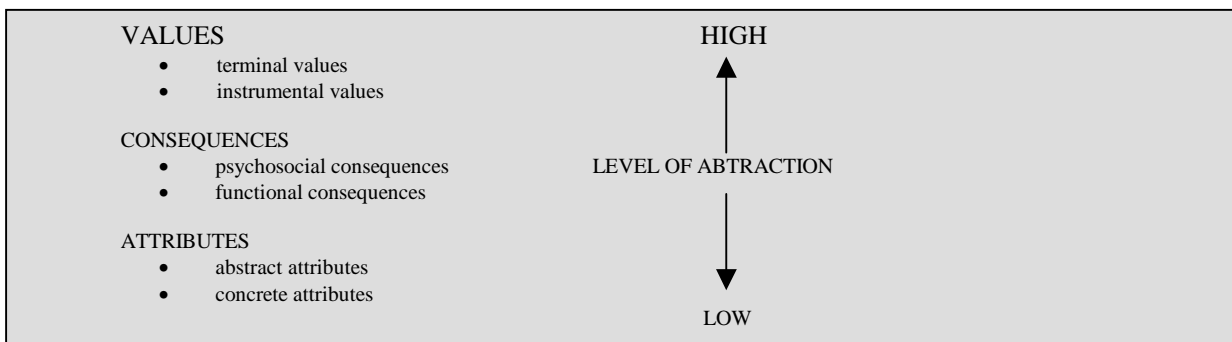 VALUES
• terminal values
• instrumental values
CONSEQUENCES
• psychosocial consequences
• functional consequences
ATTRIBUTES
• abstract attributes
• concrete attributes
HIGH
LEVEL OF ABTRACTION
LOW